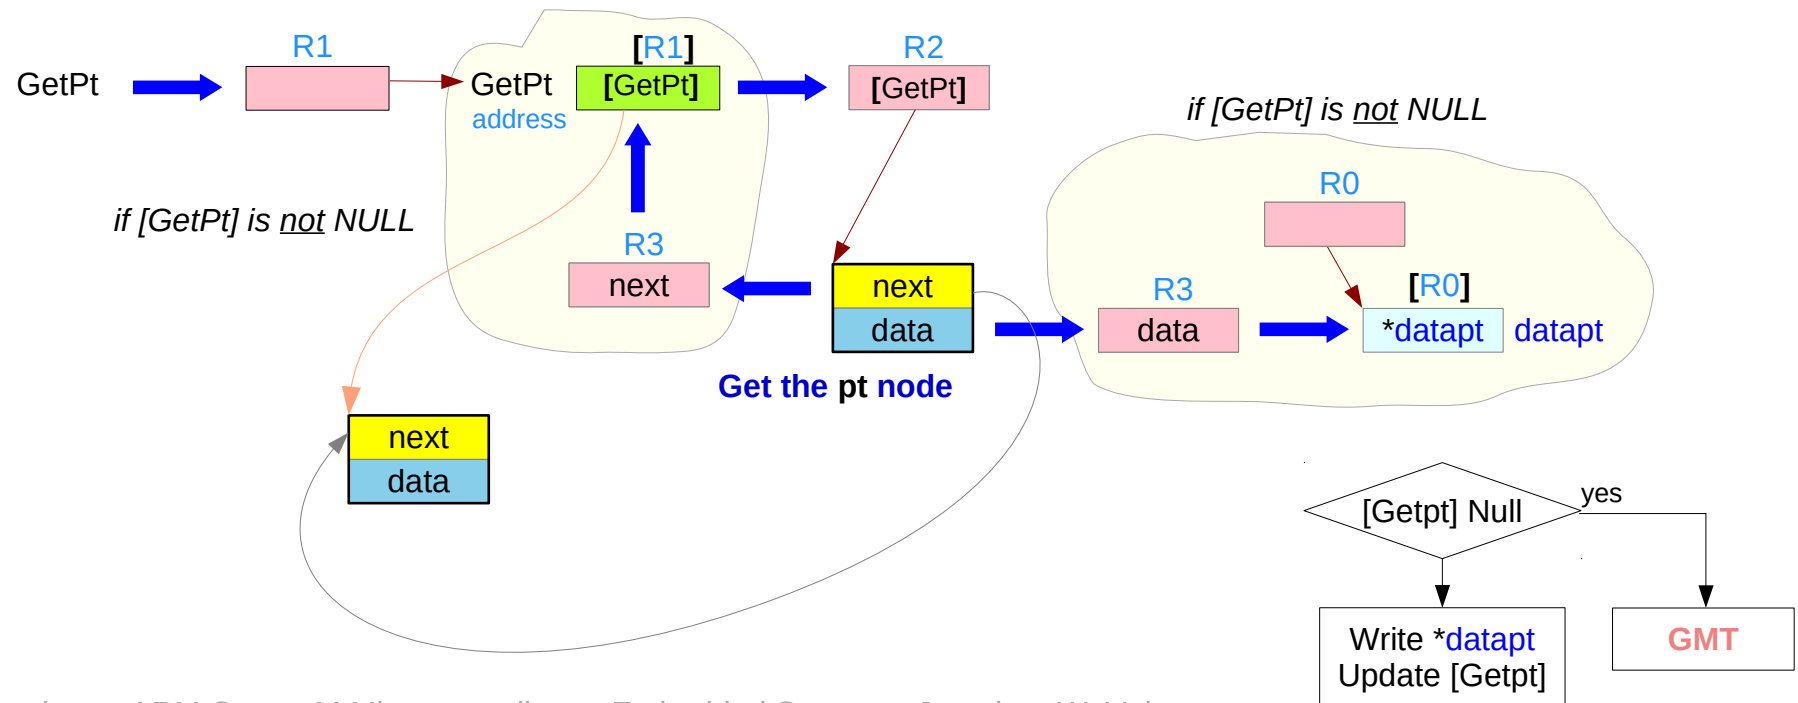 R1
[R1]
R2
GetPt
GetPt
[GetPt]
[GetPt]
address
if [GetPt] is not NULL
if [GetPt] is not NULL
R0
R3
next
next
data
[R0]
R3
data
*datapt
datapt
Get the pt node
next
data
[Getpt] Null
yes
Write *datapt
Update [Getpt]
GMT